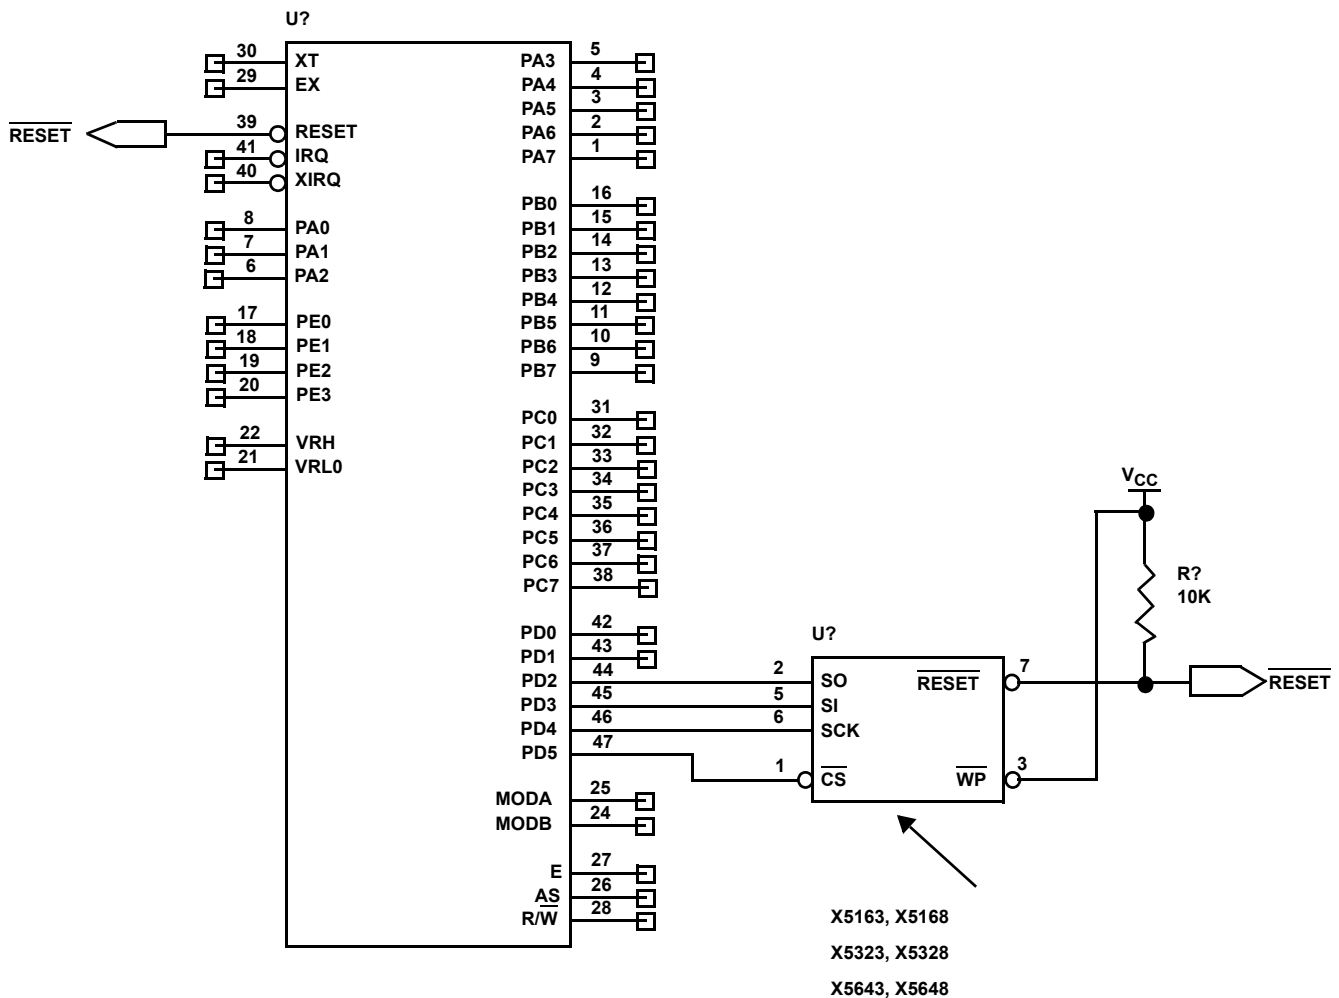 U?
30 XT
29 EX
RESET 39 RESET
41 IRQ
40 XIRQ
8 PA0
7 PA1
6 PA2
17 PE0
18 PE1
19 PE2
20 PE3
22 VRH
21 VRL0
PA3 5
PA4 4
PA5 3
PA6 2
PA7 1
PB0 16
PB1 15
PB2 14
PB3 13
PB4 12
PB5 11
PB6 10
PB7 9
PC0 31
PC1 32
PC2 33
PC3 34
PC4 35
PC5 36
PC6 37
PC7 38
PD0 42
PD1 43
PD2 44
PD3 45
PD4 46
PD5 47
MODA 25
MODB 24
E 27
AS 26
R/W 28
U?
2 SO
5 SI
6 SCK
1 CS
RESET 7
WP 3
VCC
R?
10K
RESET
X5163, X5168
X5323, X5328
X5643, X5648